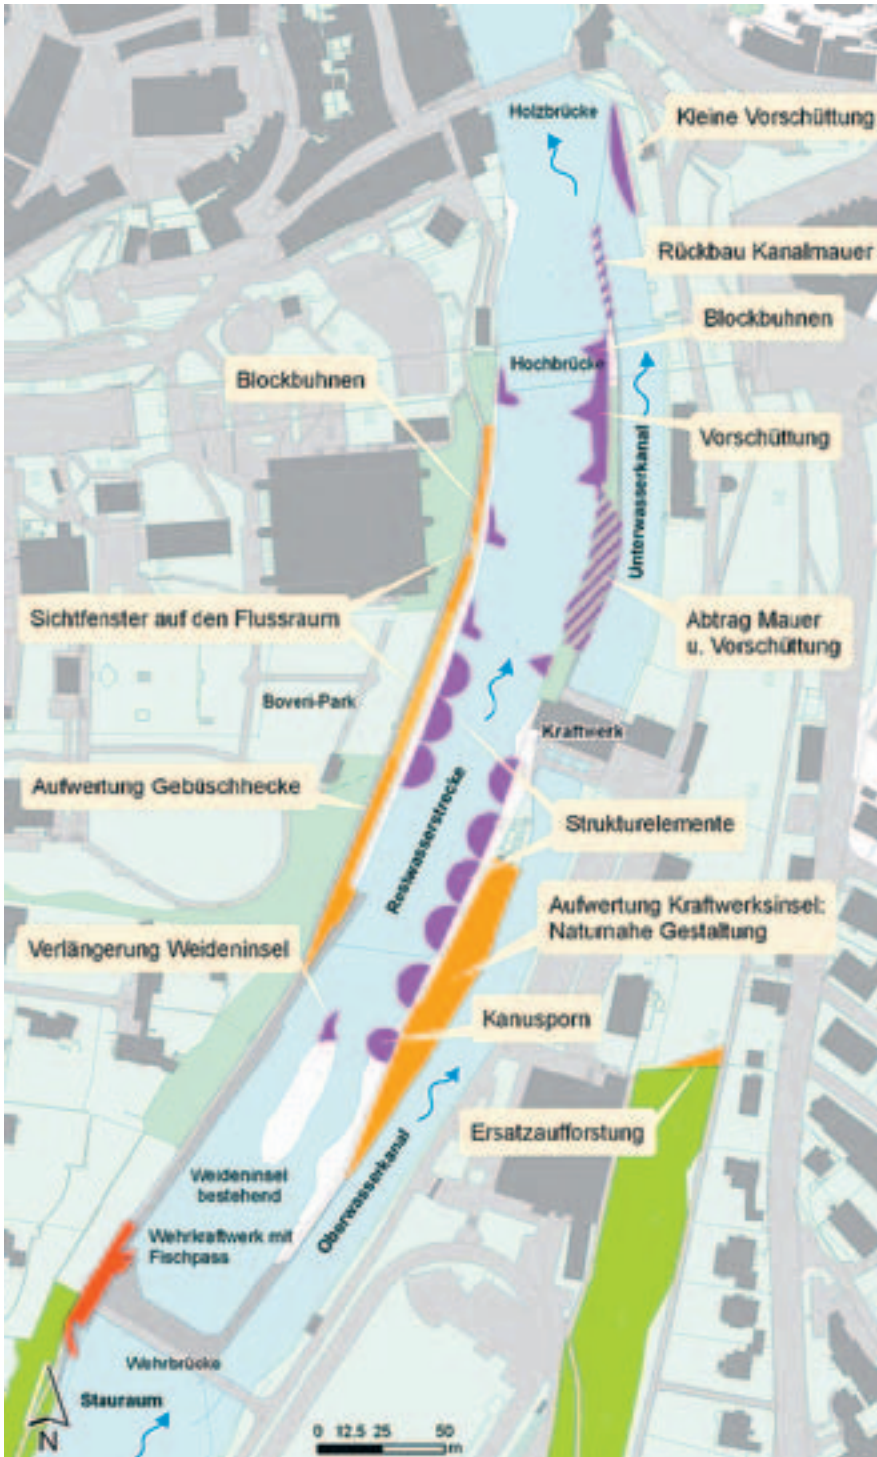 Holzbrücke
Kleine Vorschüttung
Rückbau Kanalmauer
Blockbuhnen
Hochbrücke
Blockbuhnen
Vorschüttung
Unterwasserkanal
Sichtfenster auf den Flussraum
Abtrag Mauer
u. Vorschüttung
Boveri-Park
Kraftwerk
Aufwertung Gebüschhecke
Restwasserstrecke
Strukturelemente
Aufwertung Kraftwerksinsel:
Naturnahe Gestaltung
Verlängerung Weideninsel
Kanusporn
Ersatzaufforstung
Weideninsel
bestehend
Oberwasserkanal
Wehrkraftwerk mit
Fischpass
Wehrbrücke
Stauraum
N
0 12.5 25 50
m